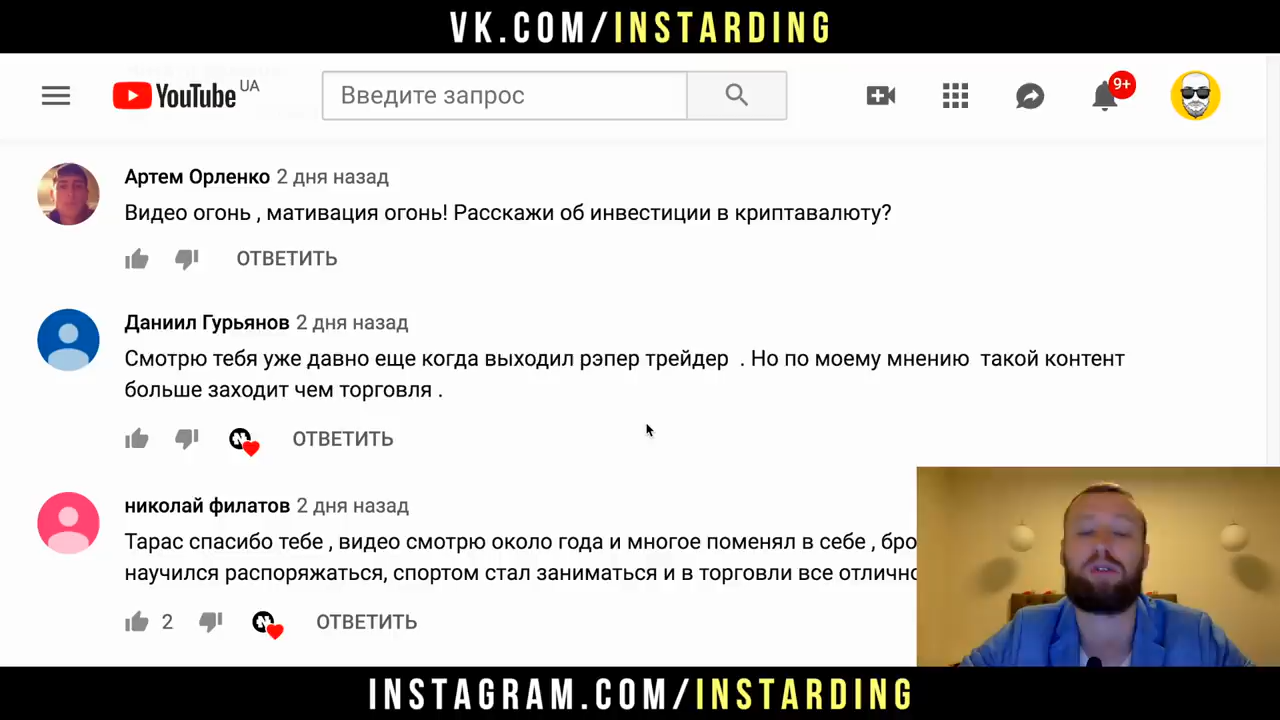 VK.COM/INSTARDING
YouTube UA
Введите запрос
9+
Артем Орленко 2 дня назад
Видео огонь , мативация огонь! Расскажи об инвестиции в криптавалюту?
ОТВЕТИТЬ
Даниил Гурьянов 2 дня назад
Смотрю тебя уже давно еще когда выходил рэпер трейдер . Но по моему мнению такой контент
больше заходит чем торговля .
ОТВЕТИТЬ
николай филатов 2 дня назад
Тарас спасибо тебе , видео смотрю около года и многое поменял в себе , бро
научился распоряжаться, спортом стал заниматься и в торговли все отлично
2 ОТВЕТИТЬ
INSTAGRAM.COM/INSTARDING